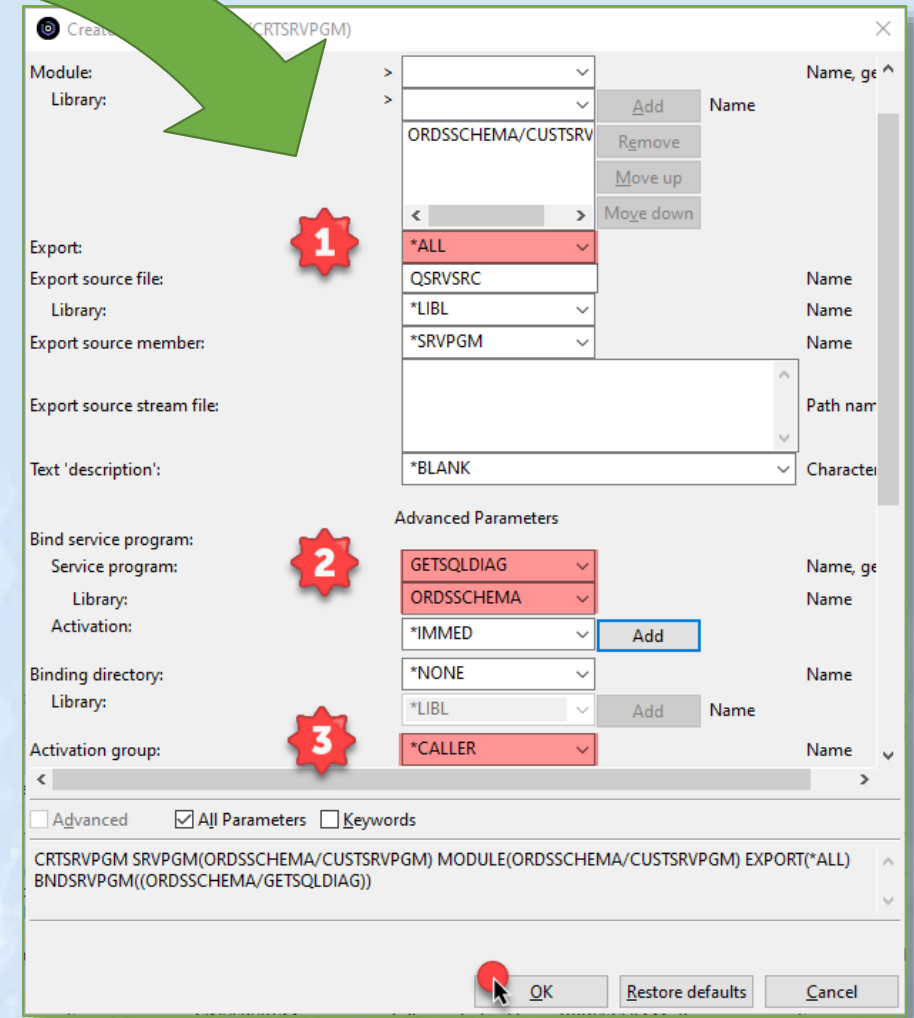 Creat (CRTSRVPGM)
Module: > Name, ge
Library: > Add Name
ORDSSCHEMA/CUSTSRV
Remove
Move up
Move down
1
Export: *ALL
Export source file: QSRVSRC Name
Library: *LIBL Name
Export source member: *SRVPGM Name
Export source stream file: Path nam
Text 'description': *BLANK Character
Advanced Parameters
Bind service program:
2
Service program: GETSQLDIAG Name, ge
Library: ORDSSCHEMA Name
Activation: *IMMED Add
Binding directory: *NONE Name
Library: *LIBL Add Name
3
Activation group: *CALLER Name
Advanced All Parameters Keywords
CRTSRVPGM SRVPGM(ORDSSCHEMA/CUSTSRVPGM) MODULE(ORDSSCHEMA/CUSTSRVPGM) EXPORT(*ALL)
BNDSRVPGM((ORDSSCHEMA/GETSQLDIAG))
OK Restore defaults Cancel